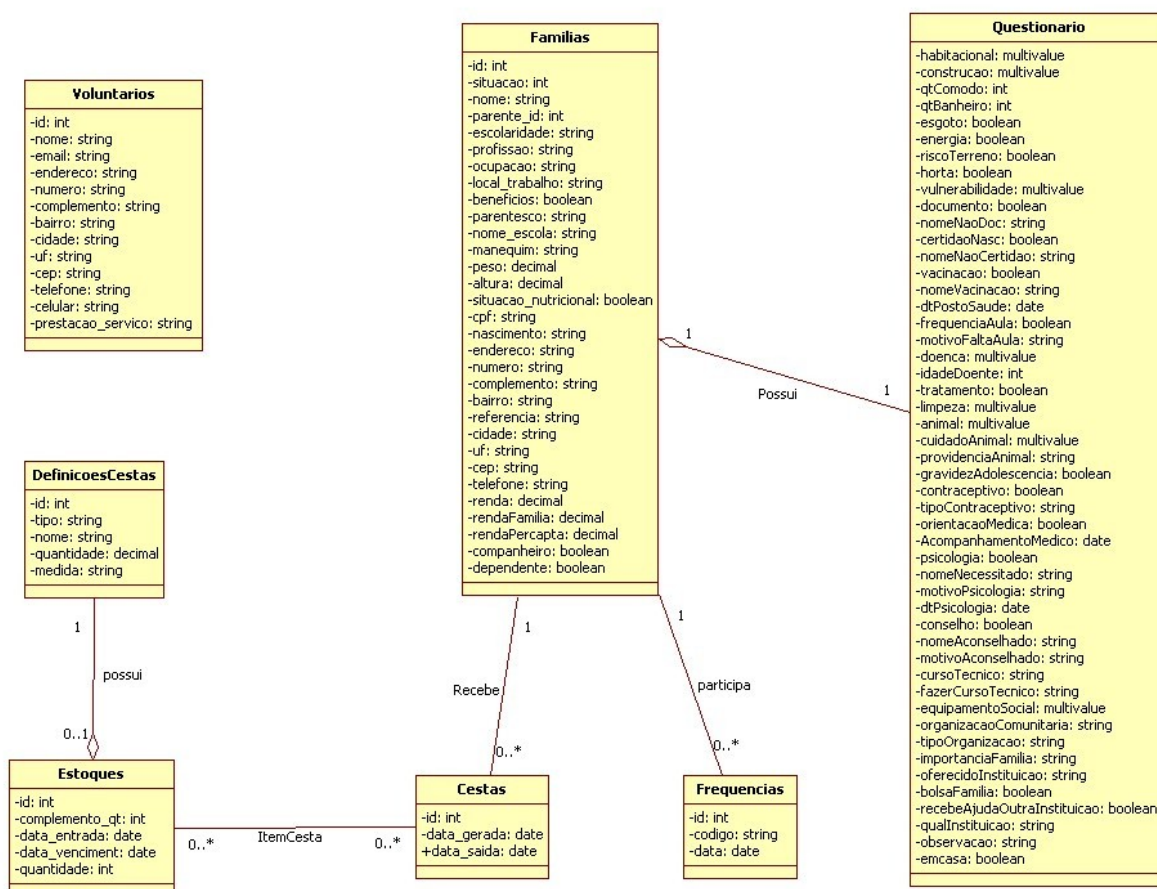 Voluntarios
-id: int
-nome: string
-email: string
-endereco: string
-numero: string
-complemento: string
-bairro: string
-cidade: string
-uf: string
-cep: string
-telefone: string
-celular: string
-prestacao_servico: string
Familias
-id: int
-situacao: int
-nome: string
-parente_id: int
-escolaridade: string
-profissao: string
-ocupacao: string
-local_trabalho: string
-beneficios: boolean
-parentesco: string
-nome_escola: string
-manequim: string
-peso: decimal
-altura: decimal
-situacao_nutricional: boolean
-cpf: string
-nascimento: string
-endereco: string
-numero: string
-complemento: string
-bairro: string
-referencia: string
-cidade: string
-uf: string
-cep: string
-telefone: string
-renda: decimal
-rendaFamilia: decimal
-rendaPercapta: decimal
-companheiro: boolean
-dependente: boolean
Questionario
-habitacional: multivalue
-construcao: multivalue
-qtComodo: int
-qtBanheiro: int
-esgoto: boolean
-energia: boolean
-riscoTerreno: boolean
-horta: boolean
-vulnerabilidade: multivalue
-documento: boolean
-nomeNaoDoc: string
-certidaoNasc: boolean
-nomeNaoCertidao: string
-vacinacao: boolean
-nomeVacinacao: string
-dtPostoSaude: date
-frequenciaAula: boolean
-motivoFaltaAula: string
-doenca: multivalue
-idadeDoente: int
-tratamento: boolean
-limpeza: multivalue
-animal: multivalue
-cuidadoAnimal: multivalue
-providenciaAnimal: string
-gravidezAdolescencia: boolean
-contraceptivo: boolean
-tipoContraceptivo: string
-orientacaoMedica: boolean
-AcompanhamentoMedico: date
-psicologia: boolean
-nomeNecessitado: string
-motivoPsicologia: string
-dtPsicologia: date
-conselho: boolean
-nomeAconselhado: string
-motivoAconselhado: string
-cursoTecnico: string
-fazerCursoTecnico: string
-equipamentoSocial: multivalue
-organizacaoComunitaria: string
-tipoOrganizacao: string
-importanciaFamilia: string
-oferecidoInstituicao: string
-bolsaFamilia: boolean
-recebeAjudaOutraInstituicao: boolean
-qualInstituicao: string
-observacao: string
-emcasa: boolean
1
Possui
1
DefinicoesCestas
-id: int
-tipo: string
-nome: string
-quantidade: decimal
-medida: string
1
possui
0..1
1
Recebe
0..*
1
participa
0..*
Estoques
-id: int
-complemento_qt: int
-data_entrada: date
-data_venciment: date
-quantidade: int
0..*
ItemCesta
0..*
Cestas
-id: int
-data_gerada: date
+data_saida: date
Frequencias
-id: int
-codigo: string
-data: date